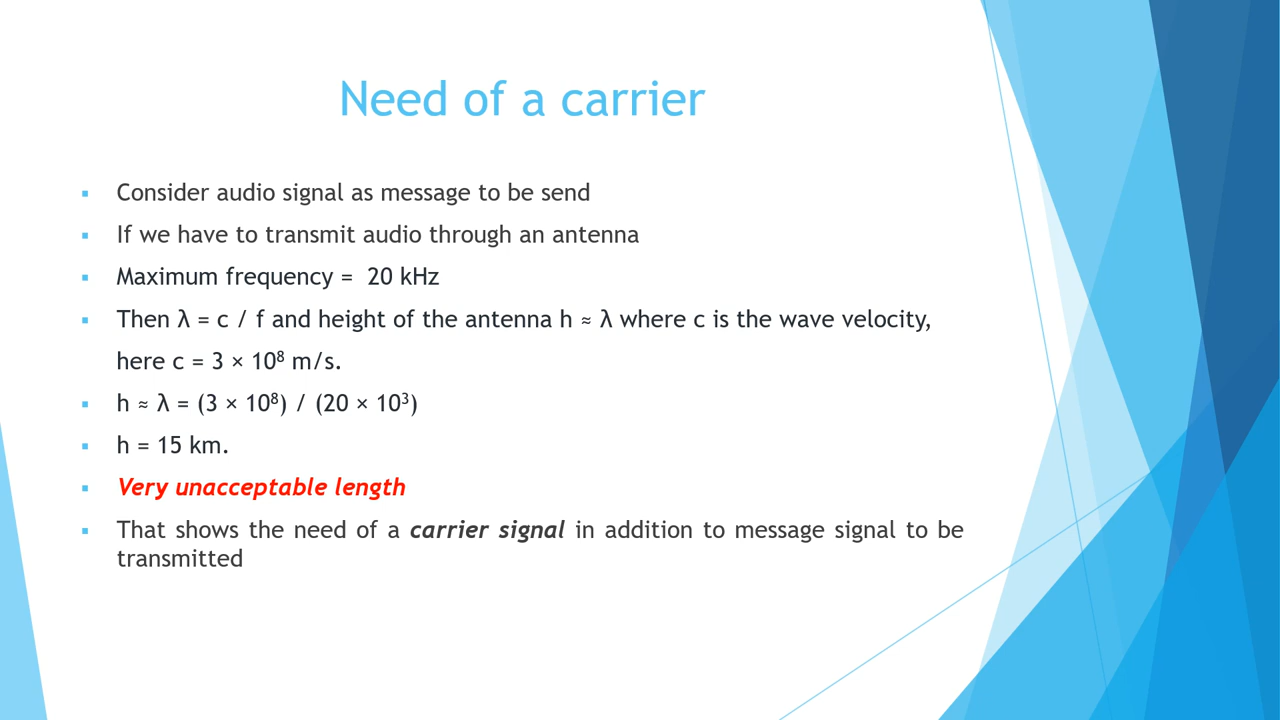 Need of a carrier
Consider audio signal as message to be send
If we have to transmit audio through an antenna
Maximum frequency = 20 kHz
Then λ = c / f and height of the antenna h ≈ λ where c is the wave velocity,
here c = 3 × 10⁸ m/s.
h ≈ λ = (3 × 10⁸) / (20 × 10³)
h = 15 km.
Very unacceptable length
That shows the need of a carrier signal in addition to message signal to be
transmitted